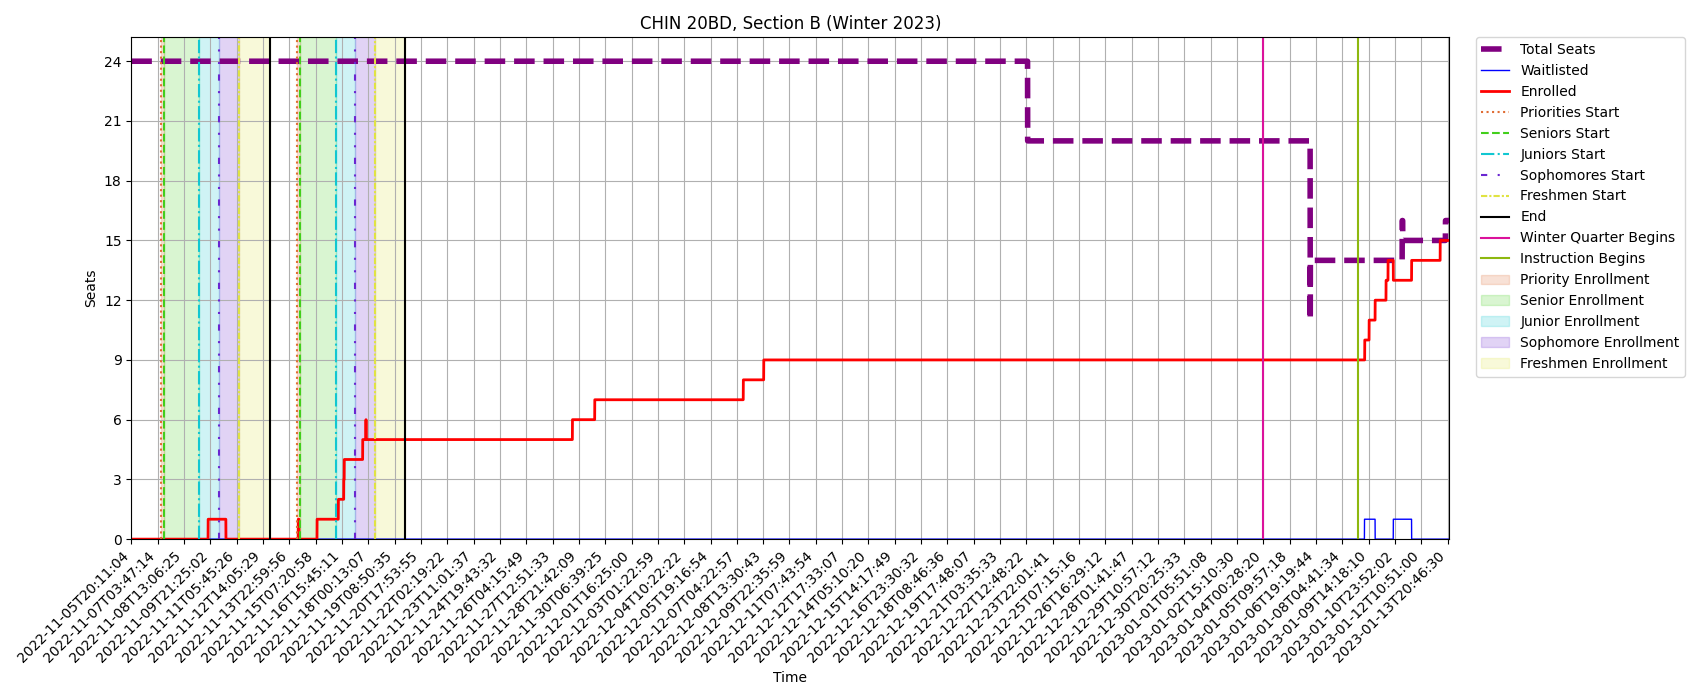 CHIN 20BD, Section B (Winter 2023)
Seats
24
21
18
15
12
9
6
3
0
2022-11-05T20:11:04
2022-11-07T03:47:14
2022-11-08T13:06:25
2022-11-09T21:25:02
2022-11-11T05:45:26
2022-11-12T14:05:29
2022-11-13T22:59:56
2022-11-15T07:20:58
2022-11-16T15:45:11
2022-11-18T00:13:07
2022-11-19T08:50:35
2022-11-20T17:53:55
2022-11-22T02:19:22
2022-11-23T11:01:37
2022-11-24T19:43:32
2022-11-26T04:15:49
2022-11-27T12:51:33
2022-11-28T21:42:09
2022-11-30T06:39:25
2022-12-01T16:25:00
2022-12-03T01:22:59
2022-12-04T10:22:22
2022-12-05T19:16:54
2022-12-07T04:22:57
2022-12-08T13:30:43
2022-12-09T22:35:59
2022-12-11T07:43:54
2022-12-12T17:33:07
2022-12-14T05:10:20
2022-12-15T14:17:49
2022-12-16T23:30:32
2022-12-18T08:46:36
2022-12-19T17:48:07
2022-12-21T03:35:33
2022-12-22T12:48:22
2022-12-23T22:01:41
2022-12-25T07:15:16
2022-12-26T16:29:12
2022-12-28T01:41:47
2022-12-29T10:57:12
2022-12-30T20:25:33
2023-01-01T05:51:08
2023-01-02T15:10:30
2023-01-04T00:28:20
2023-01-05T09:57:18
2023-01-06T19:19:44
2023-01-08T04:41:34
2023-01-09T14:18:10
2023-01-10T23:52:02
2023-01-12T10:51:00
2023-01-13T20:46:30
Time
Total Seats
Waitlisted
Enrolled
Priorities Start
Seniors Start
Juniors Start
Sophomores Start
Freshmen Start
End
Winter Quarter Begins
Instruction Begins
Priority Enrollment
Senior Enrollment
Junior Enrollment
Sophomore Enrollment
Freshmen Enrollment